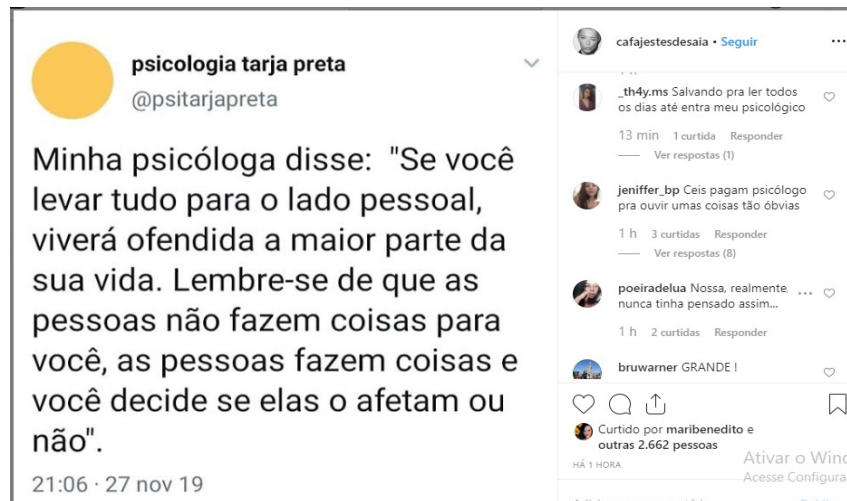 psicologia tarja preta
@psitarjapreta
Minha psicóloga disse: "Se você
levar tudo para o lado pessoal,
viverá ofendida a maior parte da
sua vida. Lembre-se de que as
pessoas não fazem coisas para
você, as pessoas fazem coisas e
você decide se elas o afetam ou
não".
21:06 · 27 nov 19
cafajestesdesaia • Seguir
_th4y.ms Salvando pra ler todos
os dias até entra meu psicológico
13 min 1 curtida Responder
Ver respostas (1)
jeniffer_bp Ceis pagam psicólogo
pra ouvir umas coisas tão óbvias
1 h 3 curtidas Responder
Ver respostas (8)
poeiradelua Nossa, realmente,
nunca tinha pensado assim...
1 h 2 curtidas Responder
bruwarner GRANDE !
Curtido por maribenedito e
outras 2.662 pessoas
HÁ 1 HORA
Ativar o Wind
Acesse Configura